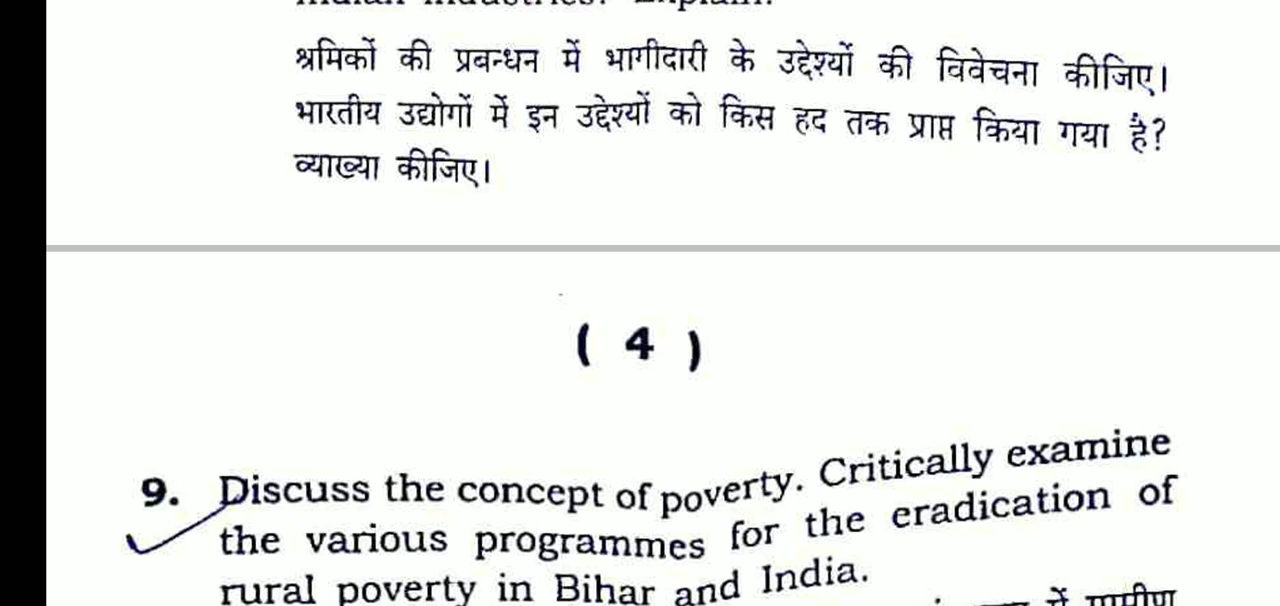 श्रमिकों की प्रबन्धन में भागीदारी के उद्देश्यों की विवेचना कीजिए।
भारतीय उद्योगों में इन उद्देश्यों को किस हद तक प्राप्त किया गया है?
व्याख्या कीजिए।
( 4 )
9. Discuss the concept of poverty. Critically examine
the various programmes for the eradication of
rural poverty in Bihar and India.
में ग्रामीण